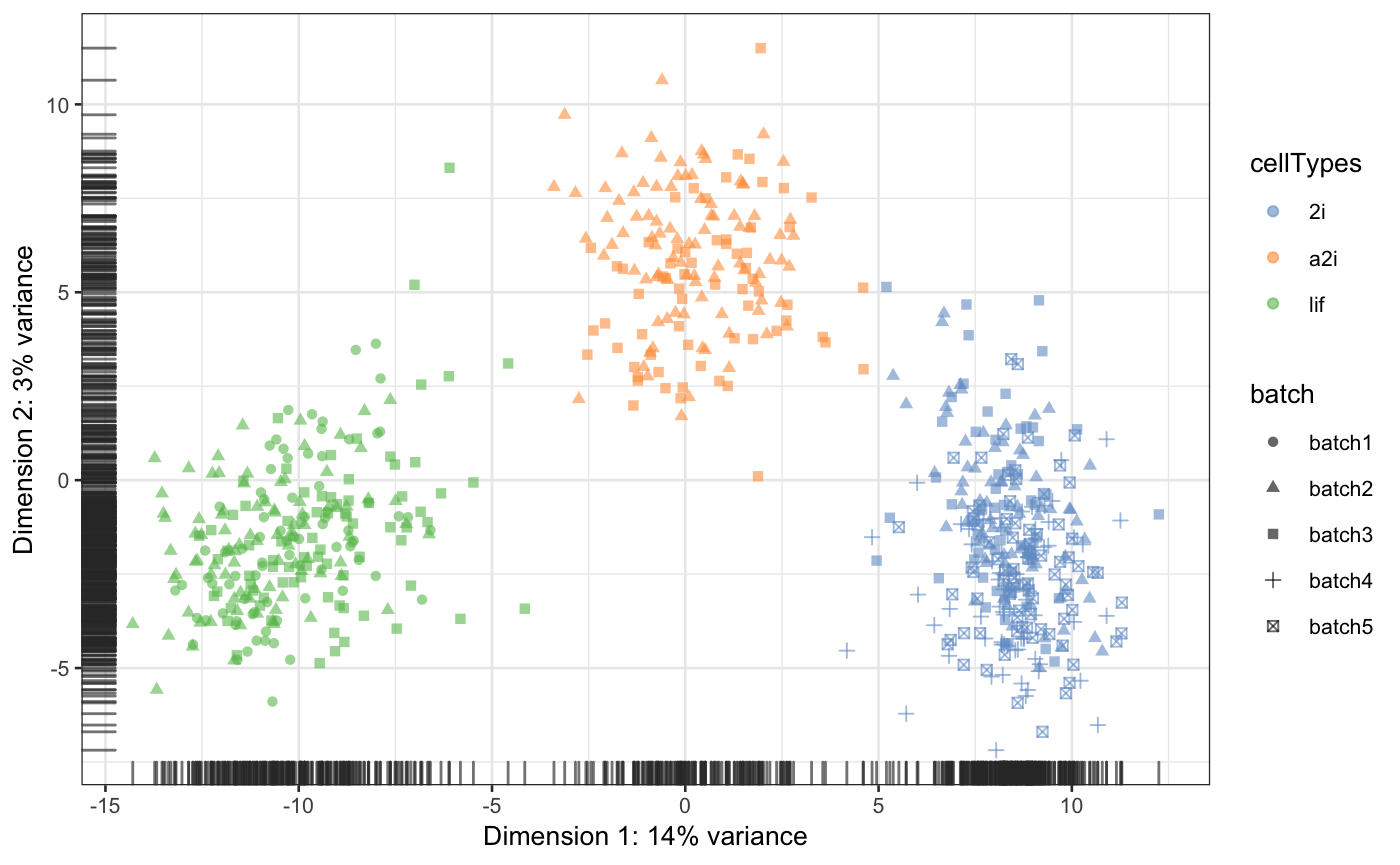 10
5
0
-5
Dimension 2: 3% variance
-15
-10
-5
0
5
10
Dimension 1: 14% variance
cellTypes
2i
a2i
lif
batch
batch1
batch2
batch3
batch4
batch5